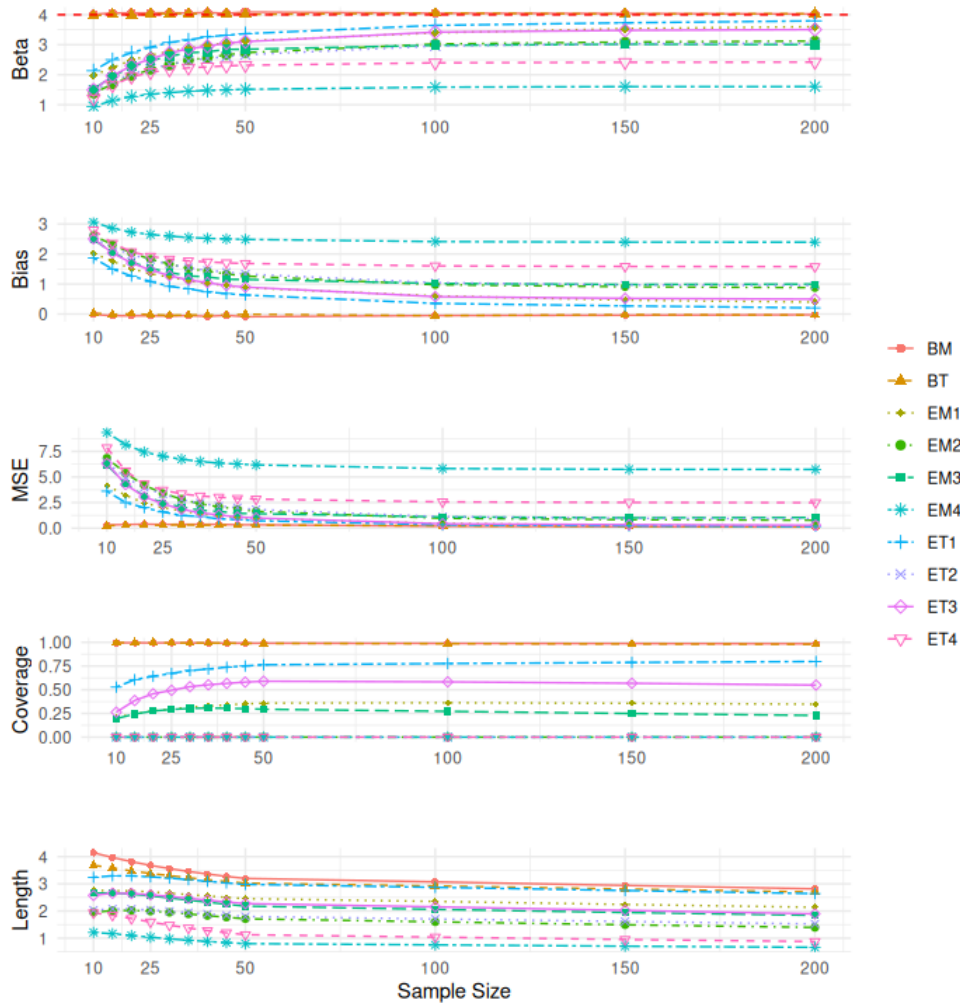 Beta
4
3
2
1
10 25 50 100 150 200
Bias
3
2
1
0
10 25 50 100 150 200
MSE
7.5
5.0
2.5
0.0
10 25 50 100 150 200
Coverage
1.00
0.75
0.50
0.25
0.00
10 25 50 100 150 200
Length
4
3
2
1
10 25 50 100 150 200
Sample Size
BM
BT
EM1
EM2
EM3
EM4
ET1
ET2
ET3
ET4